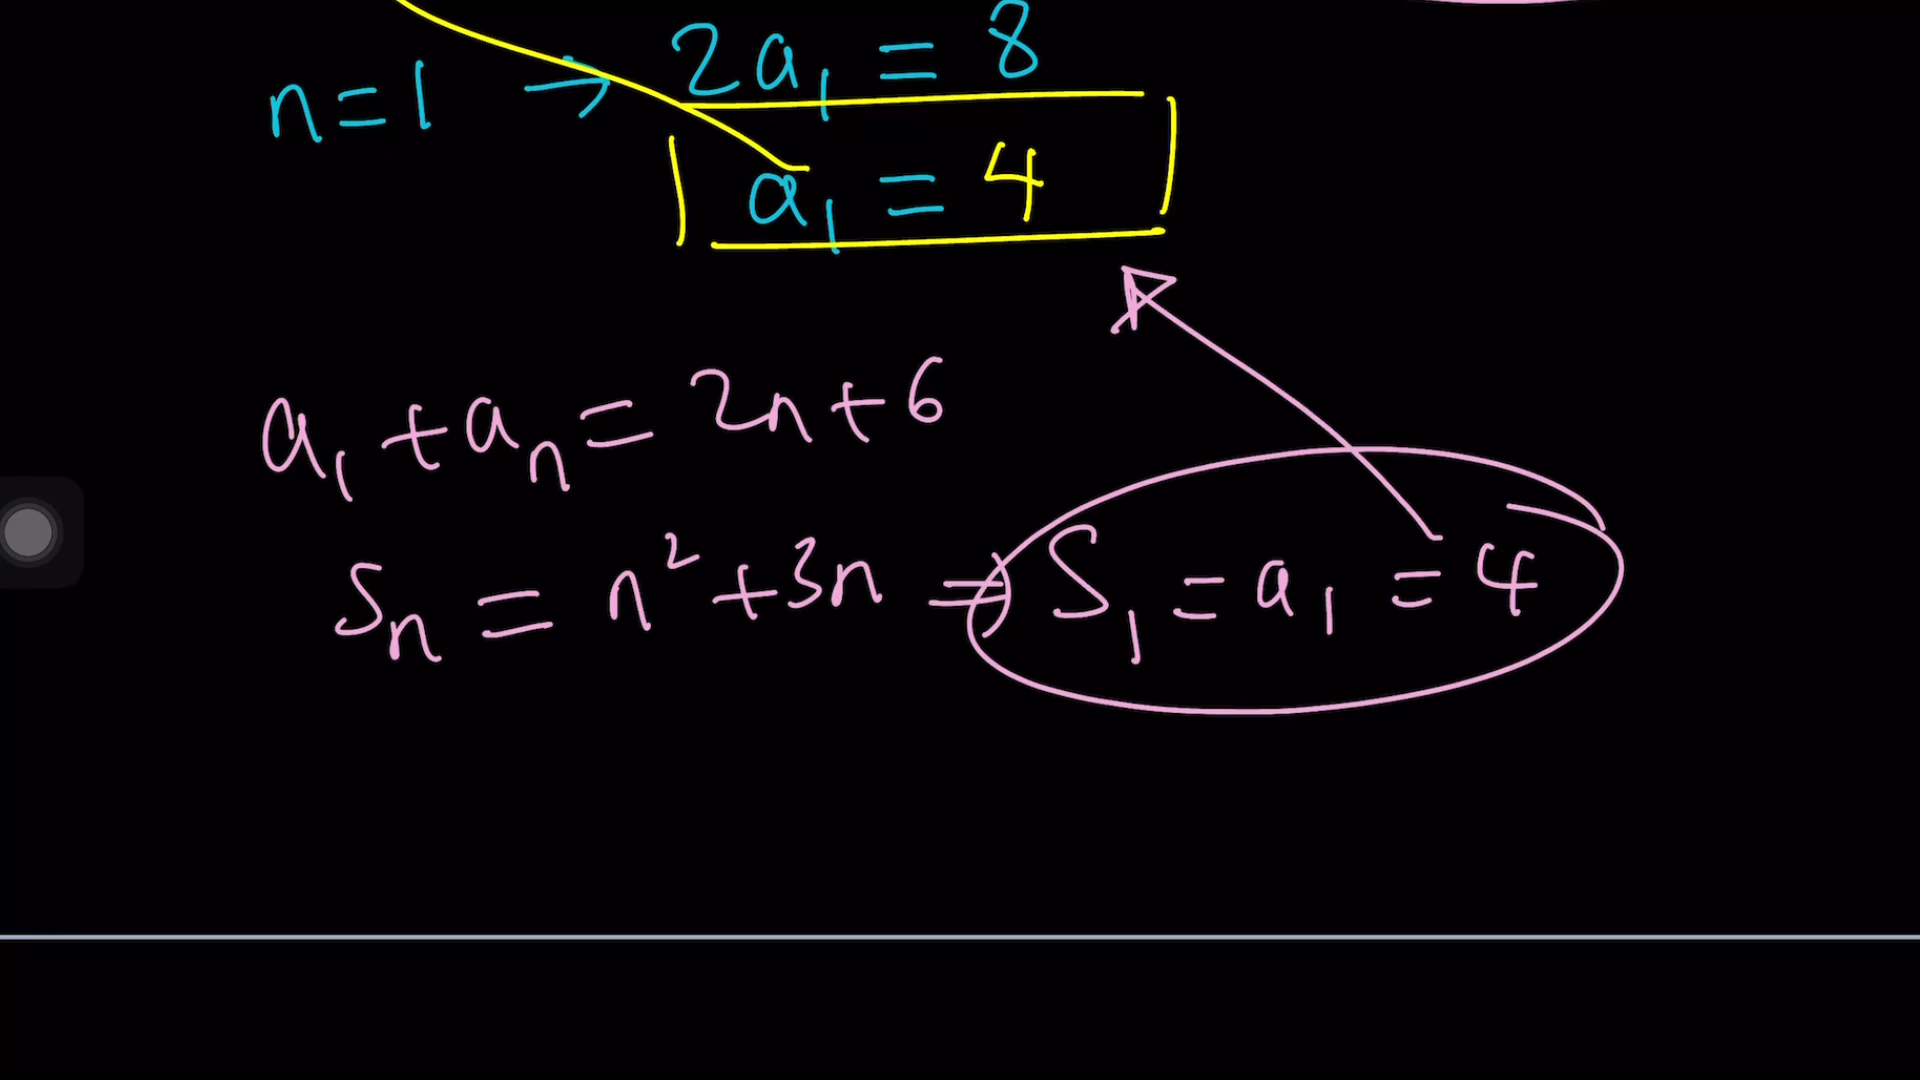 n=1 → 2a₁ = 8
a₁ = 4
a₁ + aₙ = 2n+6
Sₙ = n² + 3n ⇒ S₁ = a₁ = 4